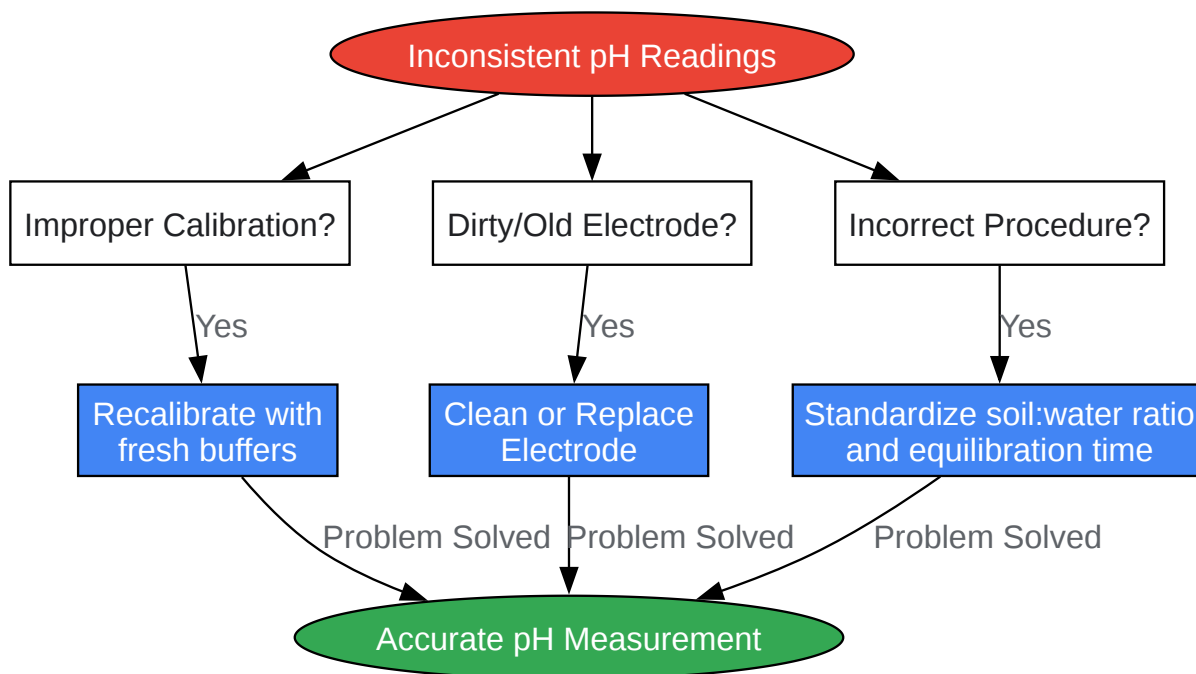 Inconsistent pH Readings
Improper Calibration?
Dirty/Old Electrode?
Incorrect Procedure?
Yes
Yes
Yes
Recalibrate with
fresh buffers
Clean or Replace
Electrode
Standardize soil:water ratio
and equilibration time
Problem Solved
Problem Solved
Problem Solved
Accurate pH Measurement